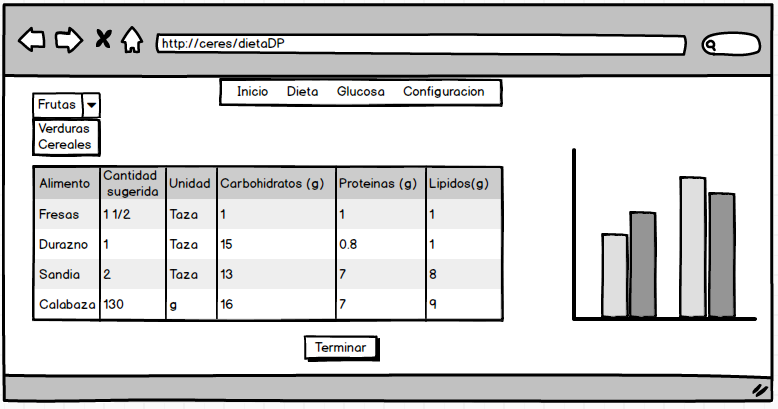 http://ceres/dietaDP
Inicio Dieta Glucosa Configuracion
Frutas
Verduras
Cereales
Alimento Cantidad sugerida Unidad Carbohidratos (g) Proteinas (g) Lipidos(g)
Fresas 1 1/2 Taza 1 1 1
Durazno 1 Taza 15 0.8 1
Sandia 2 Taza 13 7 8
Calabaza 130 g 16 7 9
Terminar